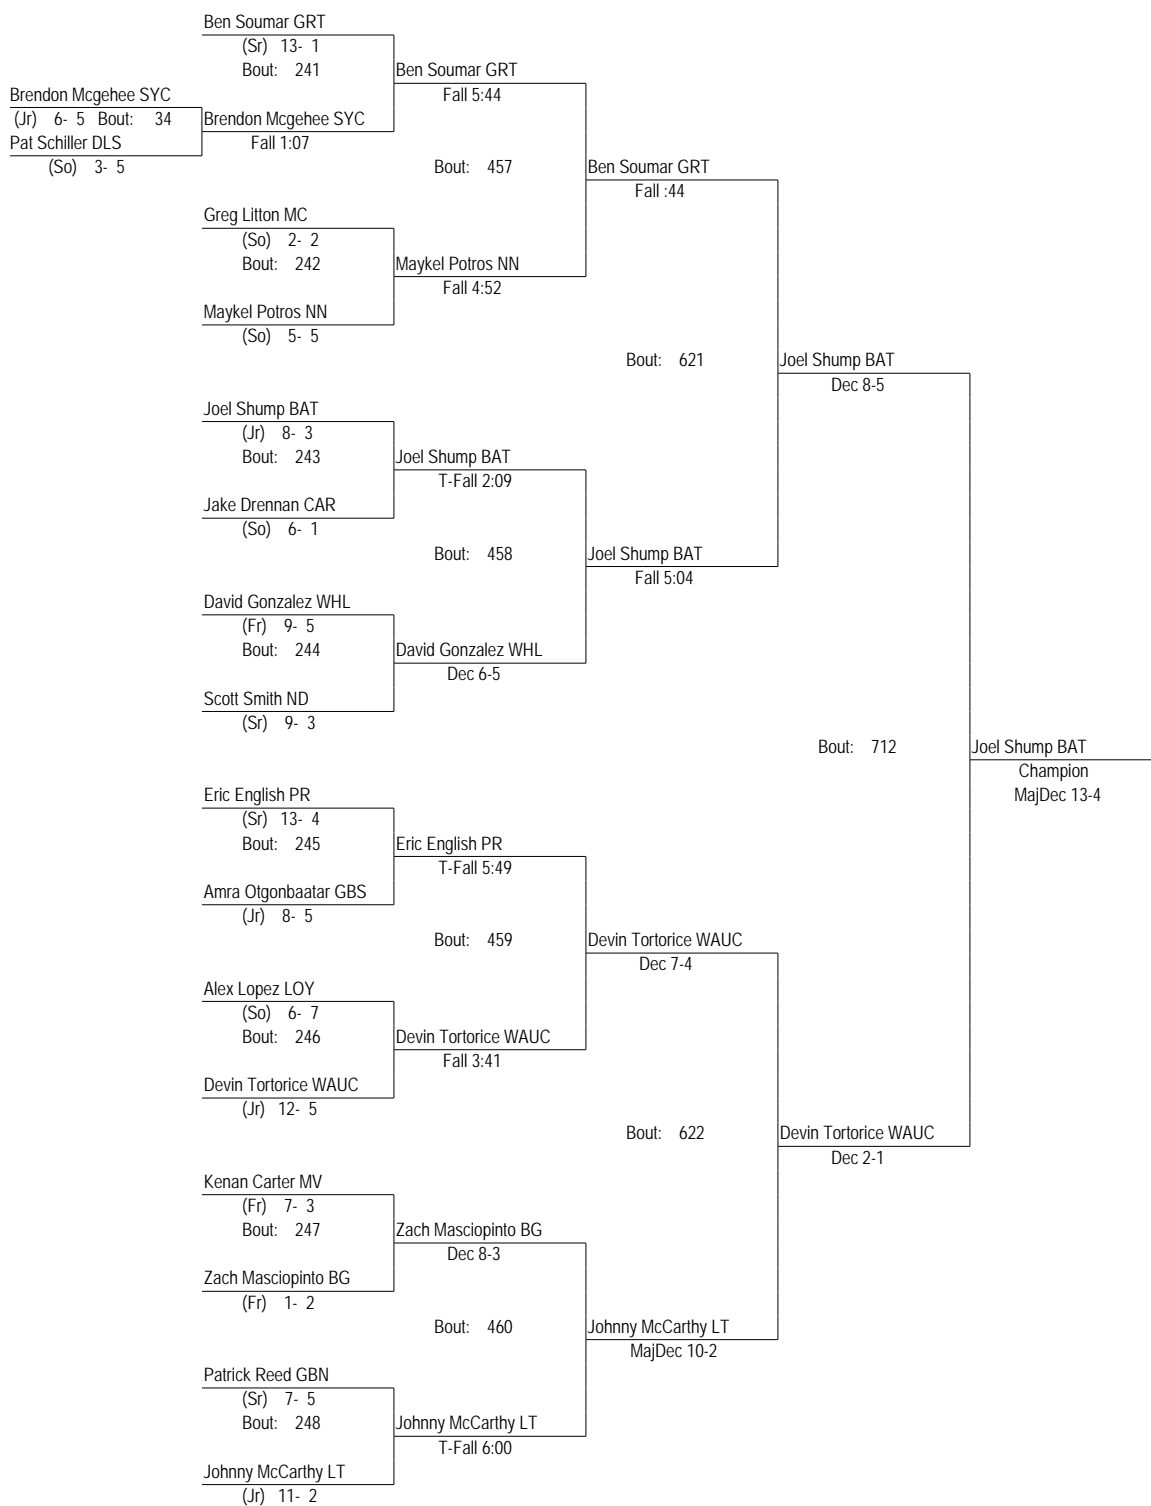 Ben Soumar GRT
(Sr) 13- 1
Bout: 241
Ben Soumar GRT
Fall 5:44
Brendon Mcgehee SYC
(Jr) 6- 5 Bout: 34
Brendon Mcgehee SYC
Fall 1:07
Pat Schiller DLS
(So) 3- 5
Bout: 457
Ben Soumar GRT
Fall :44
Greg Litton MC
(So) 2- 2
Bout: 242
Maykel Potros NN
Fall 4:52
Maykel Potros NN
(So) 5- 5
Bout: 621
Joel Shump BAT
Dec 8-5
Joel Shump BAT
(Jr) 8- 3
Bout: 243
Joel Shump BAT
T-Fall 2:09
Jake Drennan CAR
(So) 6- 1
Bout: 458
Joel Shump BAT
Fall 5:04
David Gonzalez WHL
(Fr) 9- 5
Bout: 244
David Gonzalez WHL
Dec 6-5
Scott Smith ND
(Sr) 9- 3
Bout: 712
Joel Shump BAT
Champion
MajDec 13-4
Eric English PR
(Sr) 13- 4
Bout: 245
Eric English PR
T-Fall 5:49
Amra Otgonbaatar GBS
(Jr) 8- 5
Bout: 459
Devin Tortorice WAUC
Dec 7-4
Alex Lopez LOY
(So) 6- 7
Bout: 246
Devin Tortorice WAUC
Fall 3:41
Devin Tortorice WAUC
(Jr) 12- 5
Bout: 622
Devin Tortorice WAUC
Dec 2-1
Kenan Carter MV
(Fr) 7- 3
Bout: 247
Zach Masciopinto BG
Dec 8-3
Zach Masciopinto BG
(Fr) 1- 2
Bout: 460
Johnny McCarthy LT
MajDec 10-2
Patrick Reed GBN
(Sr) 7- 5
Bout: 248
Johnny McCarthy LT
T-Fall 6:00
Johnny McCarthy LT
(Jr) 11- 2